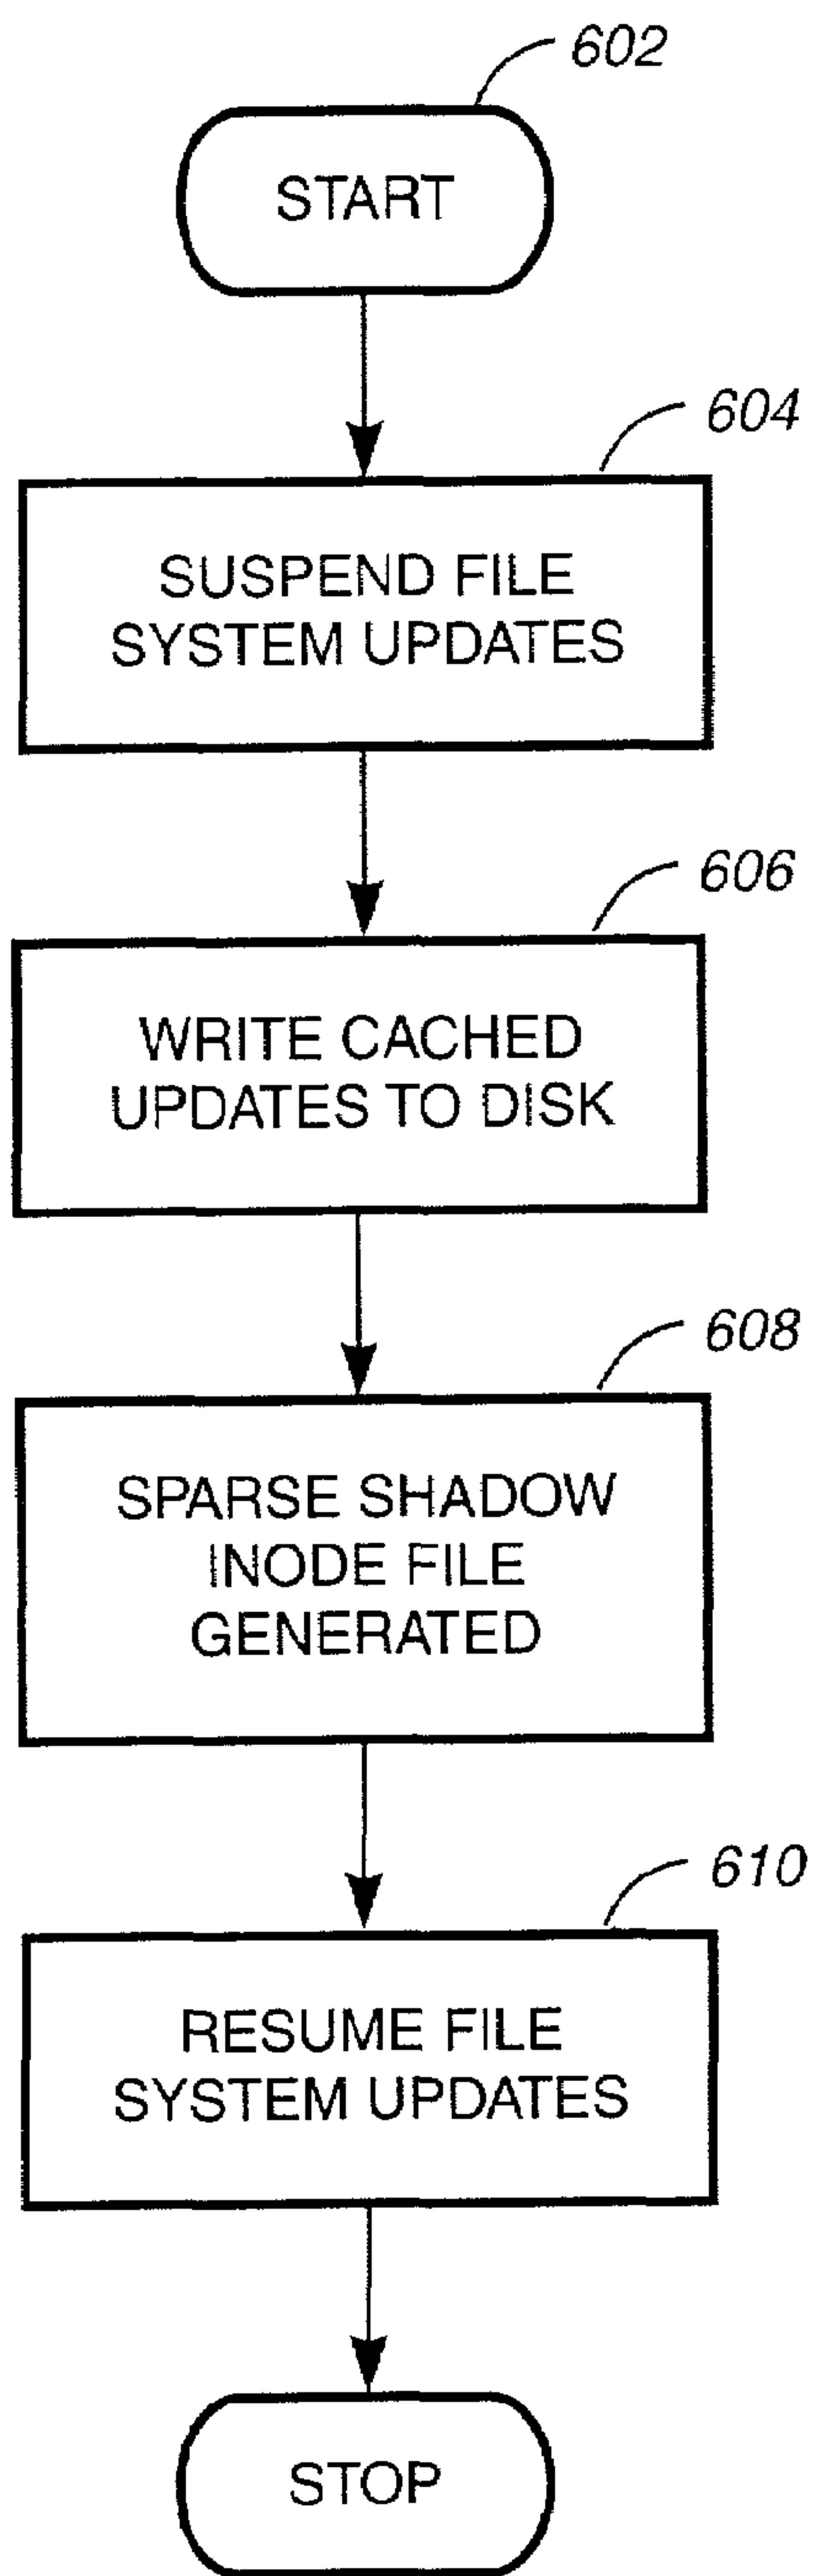 602
START
604
SUSPEND FILE
SYSTEM UPDATES
606
WRITE CACHED
UPDATES TO DISK
608
SPARSE SHADOW
INODE FILE
GENERATED
610
RESUME FILE
SYSTEM UPDATES
STOP